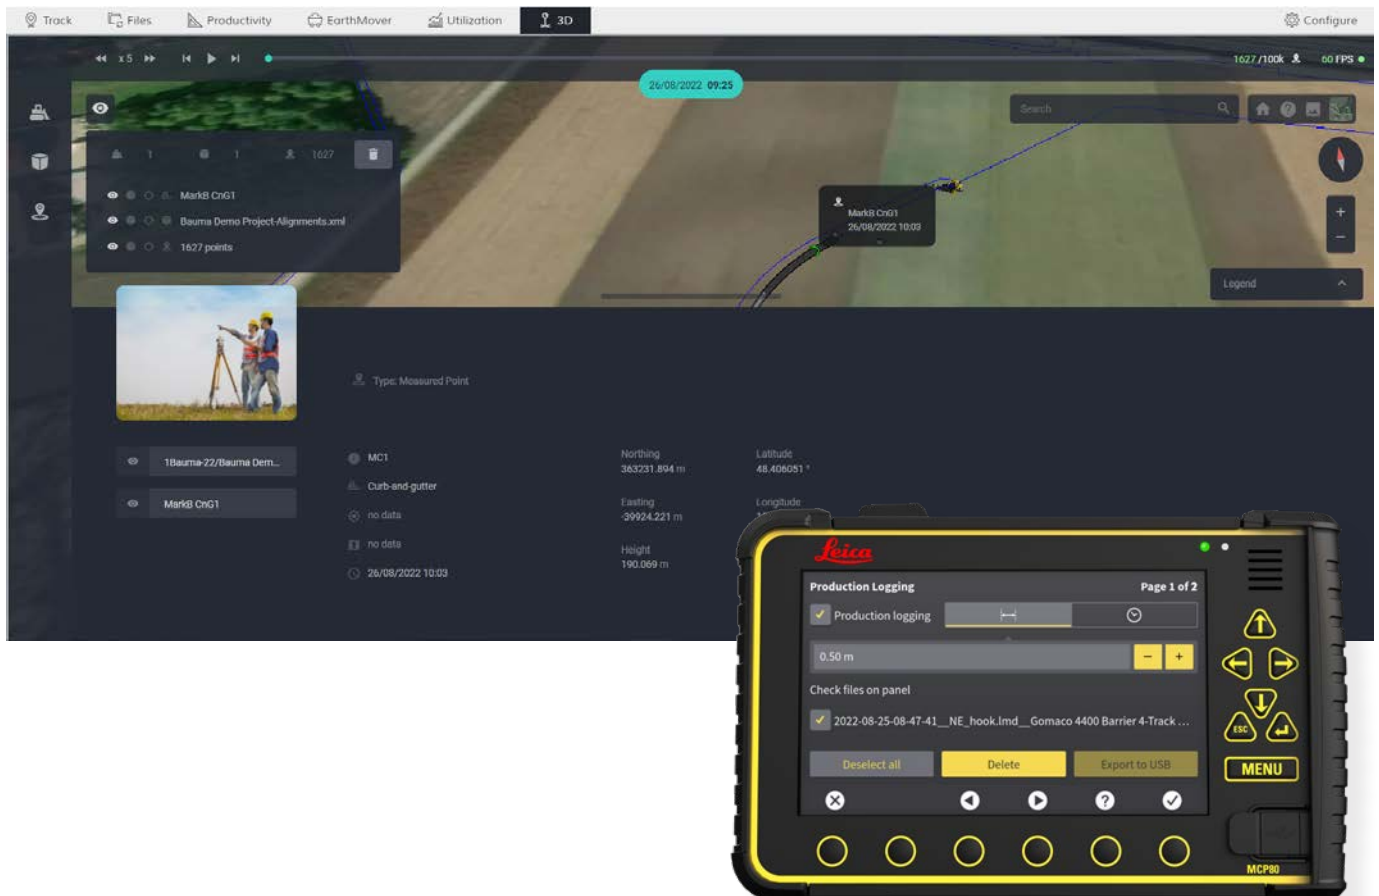 Track
Files
Productivity
EarthMover
Utilization
3D
Configure
x 5
1627 /100k
60 FPS
26/08/2022 09:25
Search
1
1
1627
MarkB CnG1
Bauma Demo Project-Alignments.xml
1627 points
MarkB CnG1
26/08/2022 10:03
Legend
Type: Measured Point
1Bauma-22/Bauma Dem...
MarkB CnG1
MC1
Curb-and-gutter
no data
no data
26/08/2022 10:03
Northing
363231.894 m
Easting
-39924.221 m
Height
190.069 m
Latitude
48.406051 °
Longitude
Leica
Production Logging
Page 1 of 2
Production logging
0.50 m
Check files on panel
2022-08-25-08-47-41__NE_hook.lmd__Gomaco 4400 Barrier 4-Track ...
Deselect all
Delete
Export to USB
ESC
MENU
MCP80